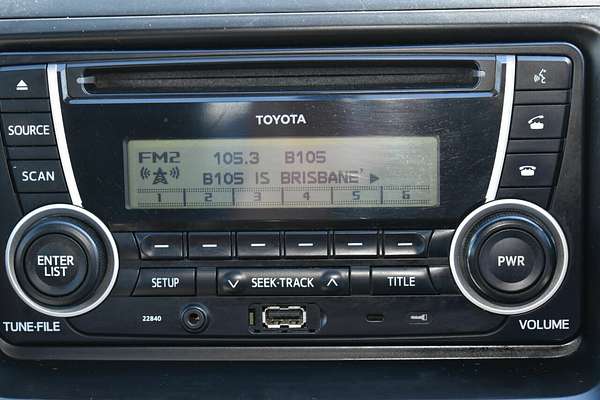 TOYOTA
SOURCE
SCAN
FM2 105.3 B105
B105 IS BRISBANE'
1 2 3 4 5 6
ENTER
LIST
PWR
SETUP
SEEK·TRACK
TITLE
22840
TUNE·FILE
VOLUME